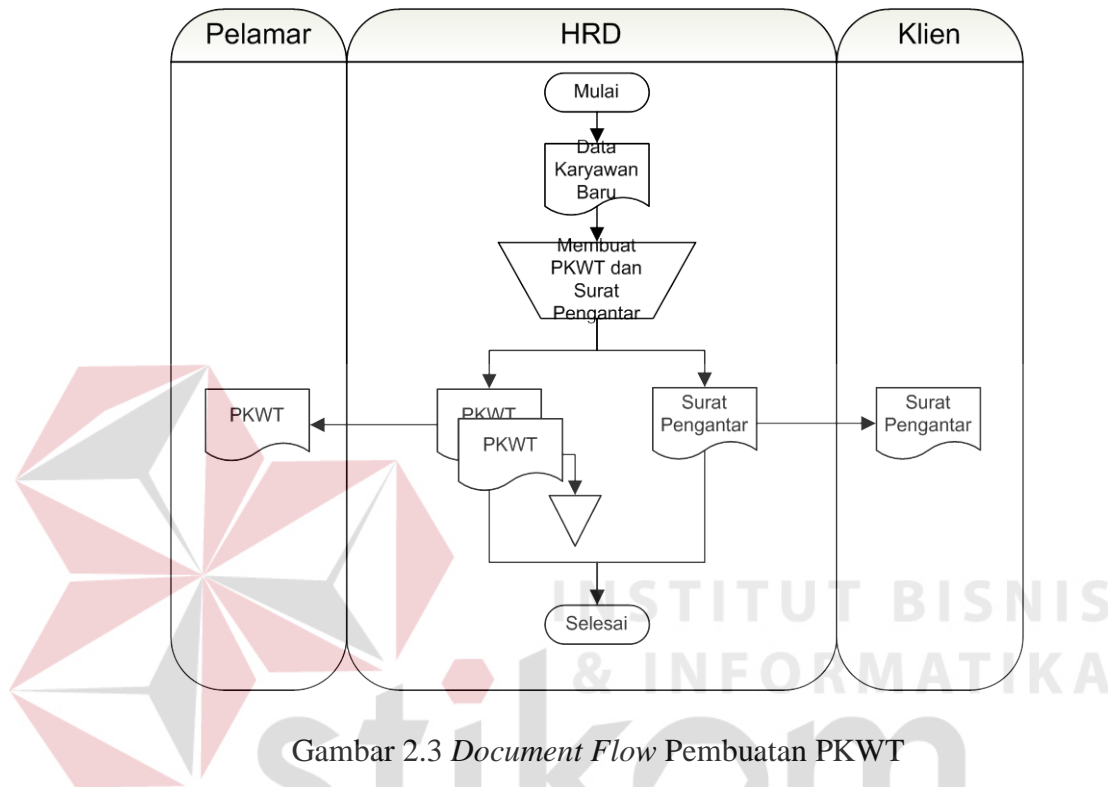 Pelamar
HRD
Klien
Mulai
Data
Karyawan
Baru
Membuat
PKWT dan
Surat
Pengantar
PKWT
PKWT
PKWT
Surat
Pengantar
Surat
Pengantar
Selesai
INSTITUT BISNIS
& INFORMATIKA
stikom
Gambar 2.3 Document Flow Pembuatan PKWT